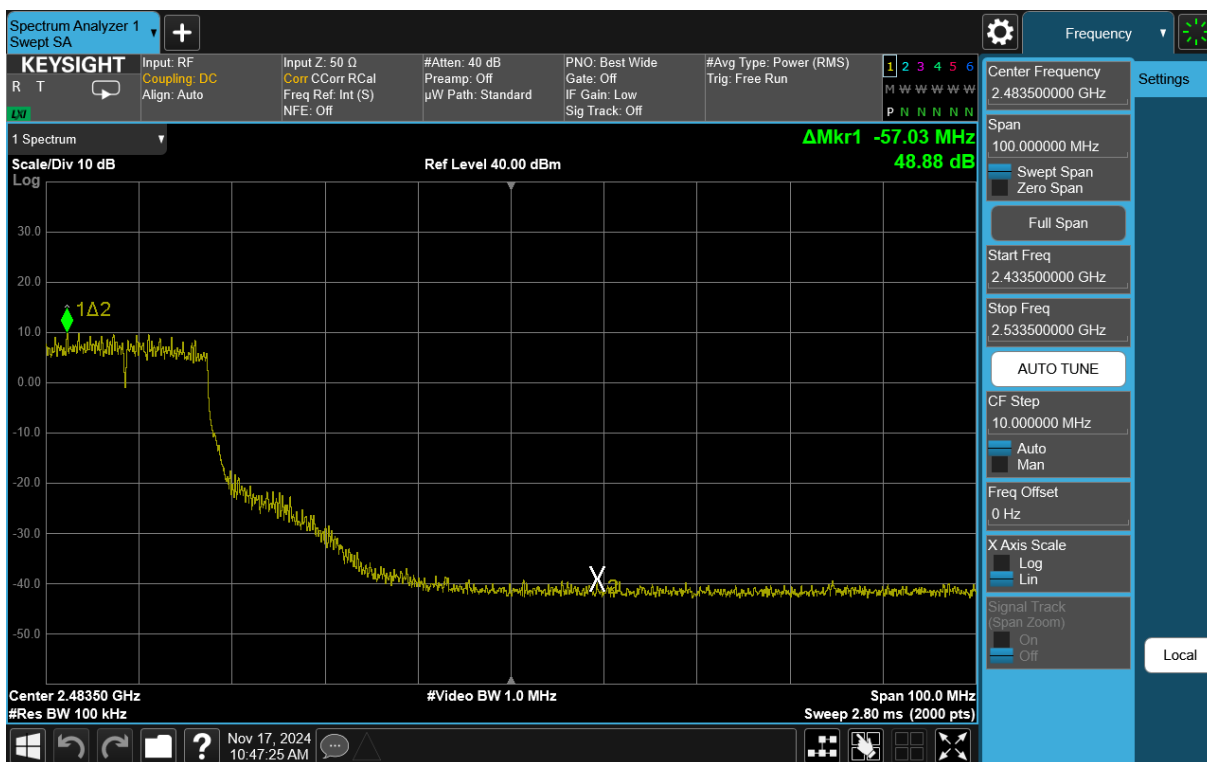 Spectrum Analyzer 1
Swept SA
Frequency
KEYSIGHT
R T
LXI
Input: RF
Coupling: DC
Align: Auto
Input Z: 50 Ω
Corr CCorr RCal
Freq Ref: Int (S)
NFE: Off
#Atten: 40 dB
Preamp: Off
µW Path: Standard
PNO: Best Wide
Gate: Off
IF Gain: Low
Sig Track: Off
#Avg Type: Power (RMS)
Trig: Free Run
1 2 3 4 5 6
M W W W W W
P N N N N N
1 Spectrum
ΔMkr1 -57.03 MHz
48.88 dB
Scale/Div 10 dB
Ref Level 40.00 dBm
Log
30.0
20.0
10.0
0.00
-10.0
-20.0
-30.0
-40.0
-50.0
1Δ2
X2
Center 2.48350 GHz
#Video BW 1.0 MHz
Span 100.0 MHz
#Res BW 100 kHz
Sweep 2.80 ms (2000 pts)
Nov 17, 2024
10:47:25 AM
Center Frequency
2.483500000 GHz
Settings
Span
100.000000 MHz
Swept Span
Zero Span
Full Span
Start Freq
2.433500000 GHz
Stop Freq
2.533500000 GHz
AUTO TUNE
CF Step
10.000000 MHz
Auto
Man
Freq Offset
0 Hz
X Axis Scale
Log
Lin
Signal Track
(Span Zoom)
On
Off
Local